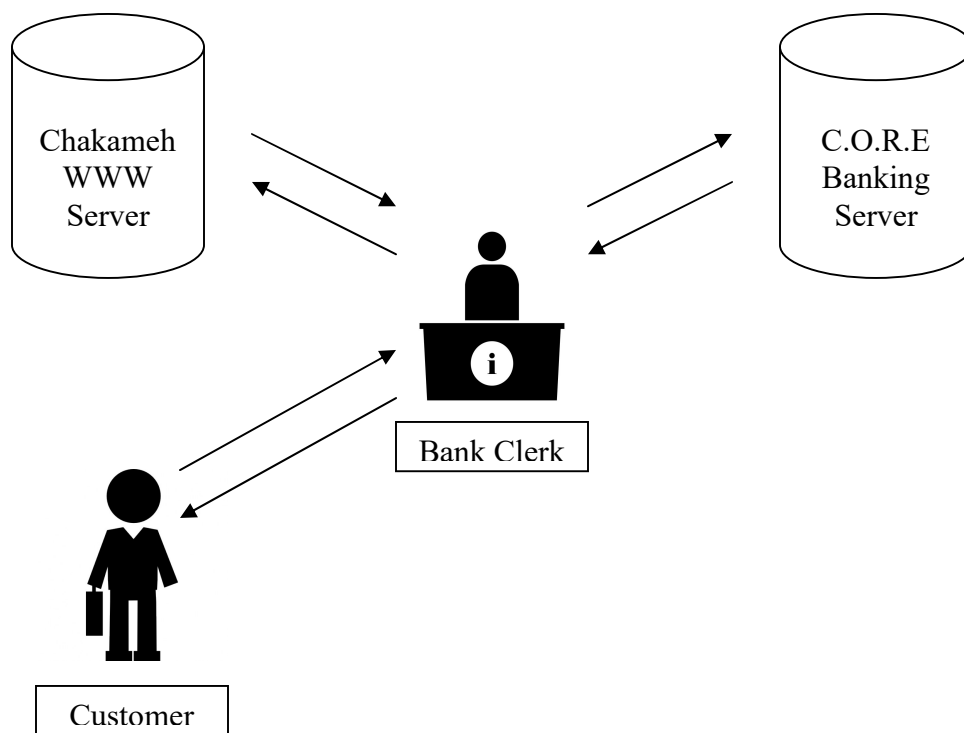 Chakameh
WWW
Server
C.O.R.E
Banking
Server
i
Bank Clerk
Customer